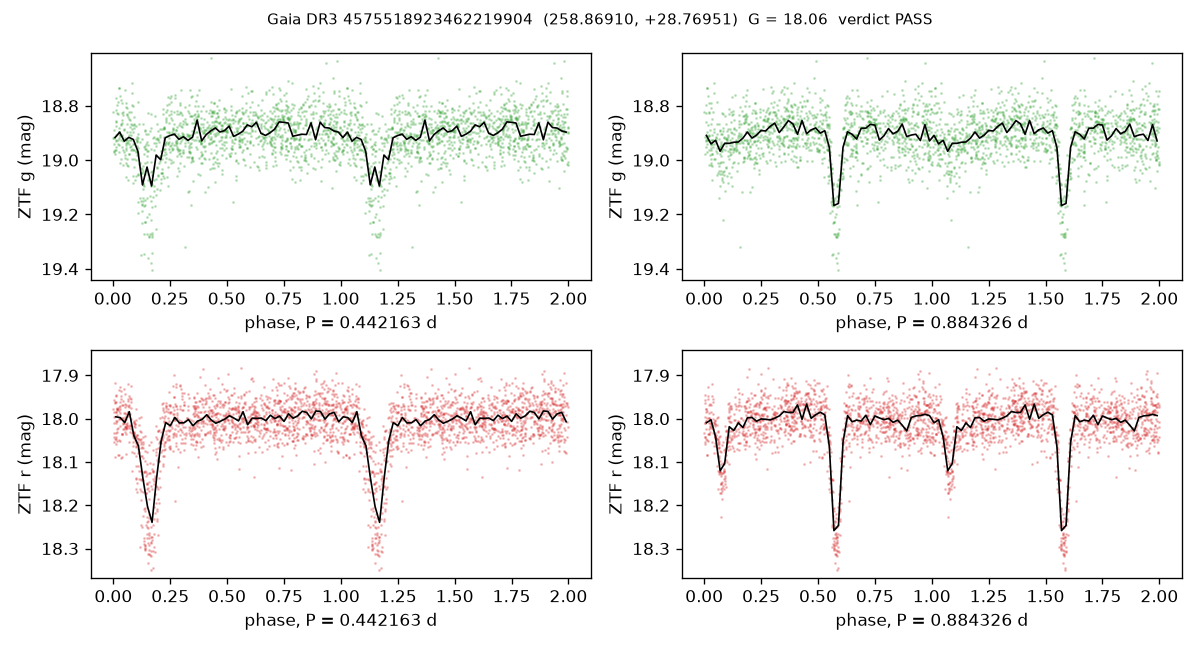 Gaia DR3 4575518923462219904  (258.86910, +28.76951)  G = 18.06  verdict PASS
ZTF g (mag)
18.8
19.0
19.2
19.4
0.00 0.25 0.50 0.75 1.00 1.25 1.50 1.75 2.00
phase, P = 0.442163 d
ZTF g (mag)
18.8
19.0
19.2
19.4
0.00 0.25 0.50 0.75 1.00 1.25 1.50 1.75 2.00
phase, P = 0.884326 d
ZTF r (mag)
17.9
18.0
18.1
18.2
18.3
0.00 0.25 0.50 0.75 1.00 1.25 1.50 1.75 2.00
phase, P = 0.442163 d
ZTF r (mag)
17.9
18.0
18.1
18.2
18.3
0.00 0.25 0.50 0.75 1.00 1.25 1.50 1.75 2.00
phase, P = 0.884326 d